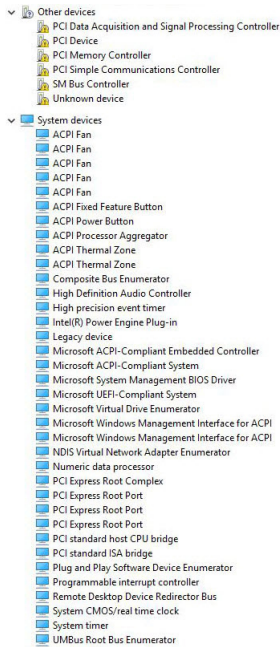 Other devices
PCI Data Acquisition and Signal Processing Controller
PCI Device
PCI Memory Controller
PCI Simple Communications Controller
SM Bus Controller
Unknown device
System devices
ACPI Fan
ACPI Fan
ACPI Fan
ACPI Fan
ACPI Fan
ACPI Fixed Feature Button
ACPI Power Button
ACPI Processor Aggregator
ACPI Thermal Zone
ACPI Thermal Zone
Composite Bus Enumerator
High Definition Audio Controller
High precision event timer
Intel(R) Power Engine Plug-in
Legacy device
Microsoft ACPI-Compliant Embedded Controller
Microsoft ACPI-Compliant System
Microsoft System Management BIOS Driver
Microsoft UEFI-Compliant System
Microsoft Virtual Drive Enumerator
Microsoft Windows Management Interface for ACPI
Microsoft Windows Management Interface for ACPI
NDIS Virtual Network Adapter Enumerator
Numeric data processor
PCI Express Root Complex
PCI Express Root Port
PCI Express Root Port
PCI Express Root Port
PCI standard host CPU bridge
PCI standard ISA bridge
Plug and Play Software Device Enumerator
Programmable interrupt controller
Remote Desktop Device Redirector Bus
System CMOS/real time clock
System timer
UMBus Root Bus Enumerator